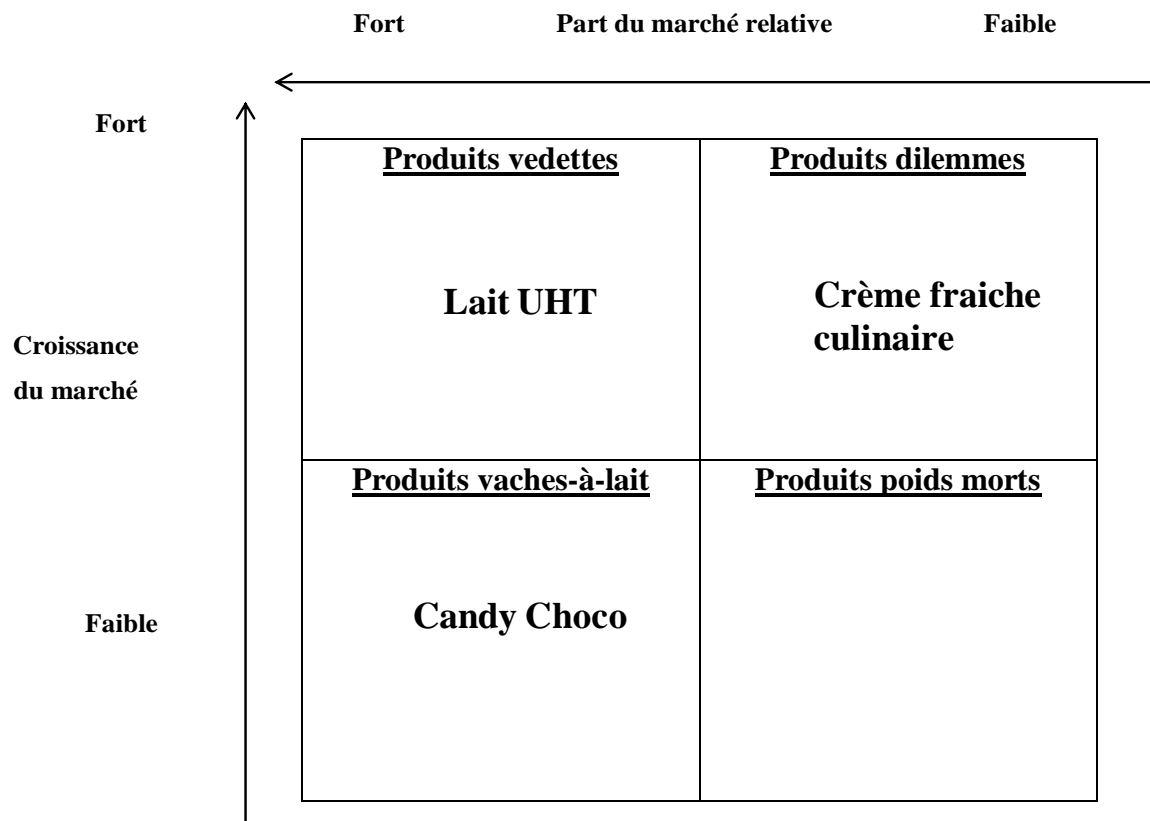 Fort Part du marché relative Faible
Fort
Produits vedettes Produits dilemmes
Lait UHT
Crème fraiche
culinaire
Croissance
du marché
Produits vaches-à-lait Produits poids morts
Candy Choco
Faible